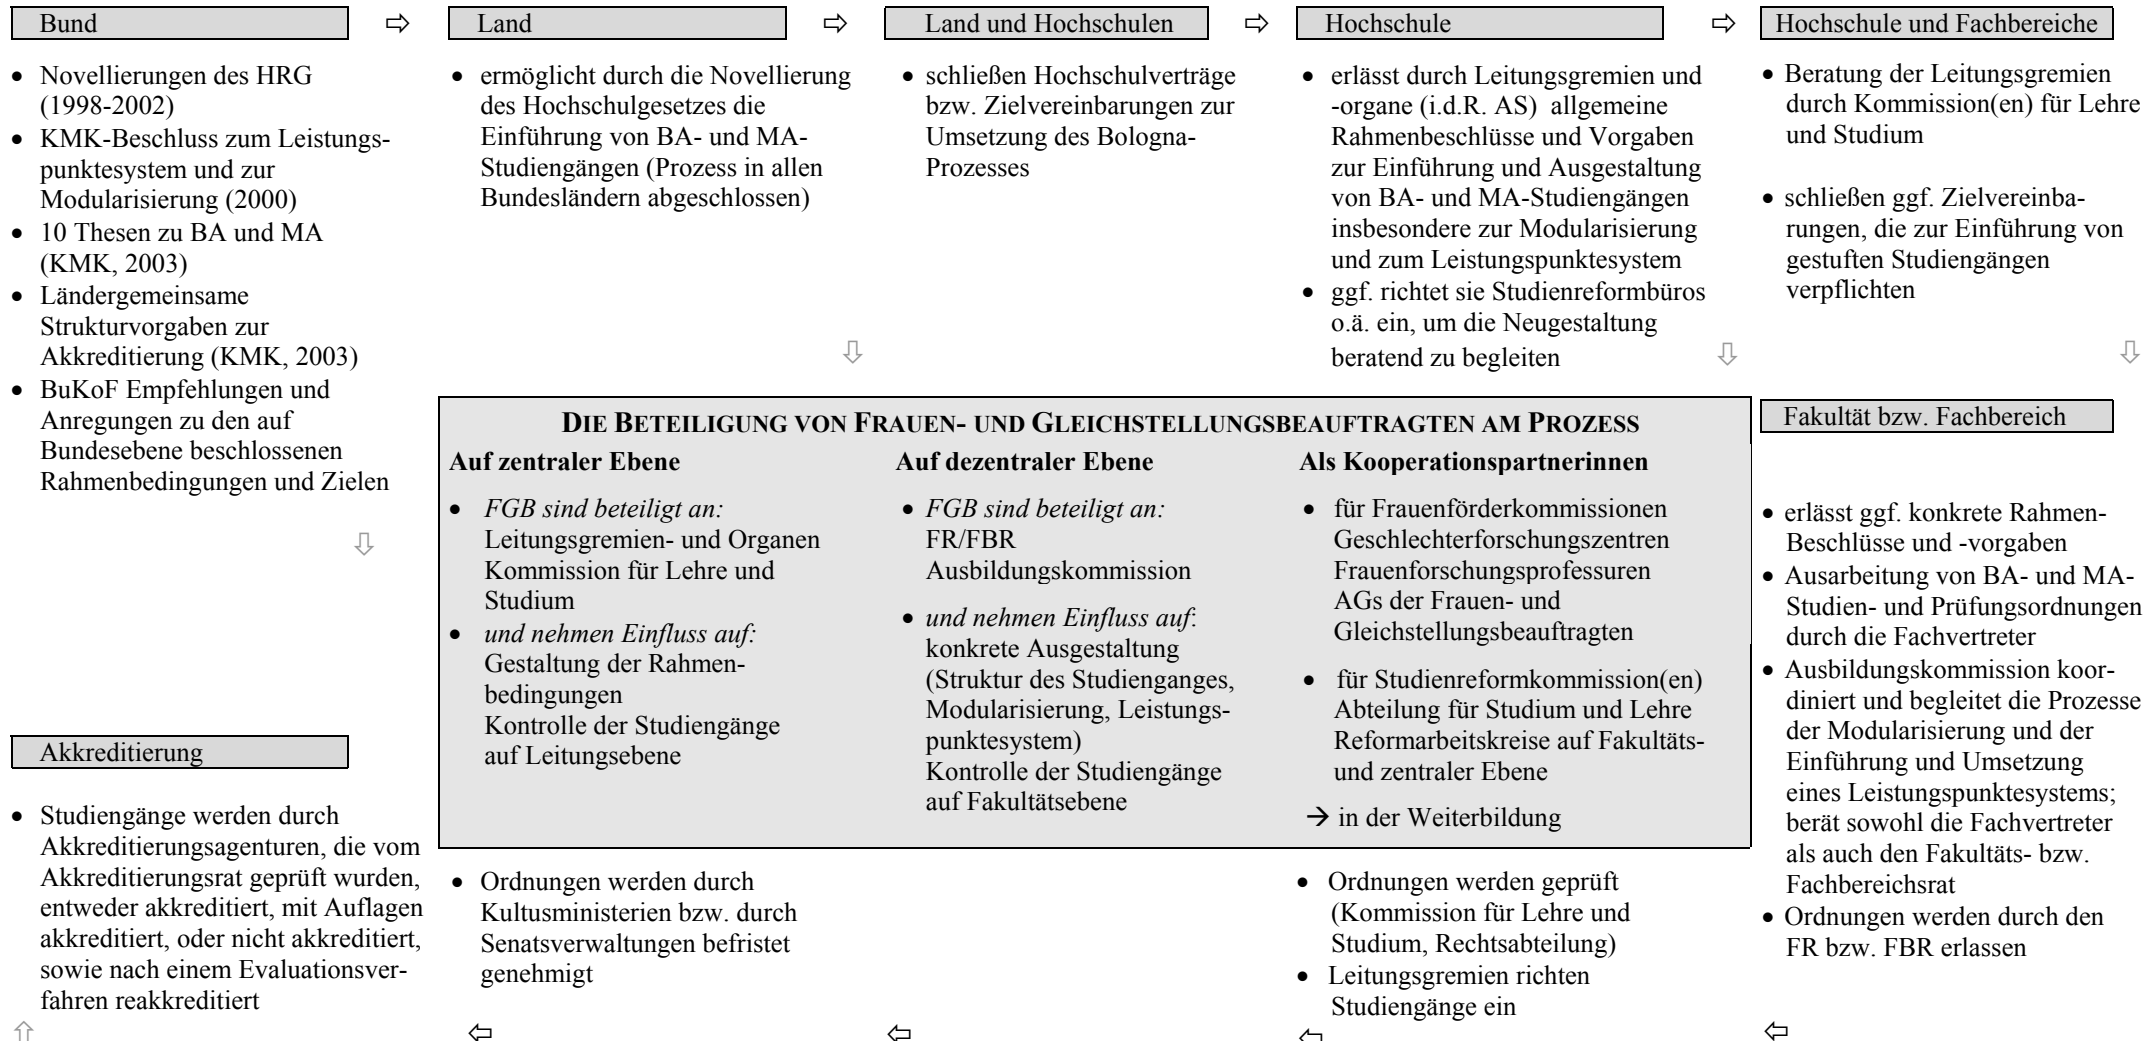 Bund
⇨
Land
⇨
Land und Hochschulen
⇨
Hochschule
⇨
Hochschule und Fachbereiche
• Novellierungen des HRG
(1998-2002)
• KMK-Beschluss zum Leistungs-
punktesystem und zur
Modularisierung (2000)
• 10 Thesen zu BA und MA
(KMK, 2003)
• Ländergemeinsame
Strukturvorgaben zur
Akkreditierung (KMK, 2003)
• BuKoF Empfehlungen und
Anregungen zu den auf
Bundesebene beschlossenen
Rahmenbedingungen und Zielen
⇩
• ermöglicht durch die Novellierung
des Hochschulgesetzes die
Einführung von BA- und MA-
Studiengängen (Prozess in allen
Bundesländern abgeschlossen)
⇩
• schließen Hochschulverträge
bzw. Zielvereinbarungen zur
Umsetzung des Bologna-
Prozesses
• erlässt durch Leitungsgremien und
-organe (i.d.R. AS) allgemeine
Rahmenbeschlüsse und Vorgaben
zur Einführung und Ausgestaltung
von BA- und MA-Studiengängen
insbesondere zur Modularisierung
und zum Leistungspunktesystem
• ggf. richtet sie Studienreformbüros
o.ä. ein, um die Neugestaltung
beratend zu begleiten
⇩
• Beratung der Leitungsgremien
durch Kommission(en) für Lehre
und Studium
• schließen ggf. Zielvereinba-
rungen, die zur Einführung von
gestuften Studiengängen
verpflichten
⇩
DIE BETEILIGUNG VON FRAUEN- UND GLEICHSTELLUNGSBEAUFTRAGTEN AM PROZESS
Auf zentraler Ebene
• FGB sind beteiligt an:
Leitungsgremien- und Organen
Kommission für Lehre und
Studium
• und nehmen Einfluss auf:
Gestaltung der Rahmen-
bedingungen
Kontrolle der Studiengänge
auf Leitungsebene
Auf dezentraler Ebene
• FGB sind beteiligt an:
FR/FBR
Ausbildungskommission
• und nehmen Einfluss auf:
konkrete Ausgestaltung
(Struktur des Studienganges,
Modularisierung, Leistungs-
punktesystem)
Kontrolle der Studiengänge
auf Fakultätsebene
Als Kooperationspartnerinnen
• für Frauenförderkommissionen
Geschlechterforschungszentren
Frauenforschungsprofessuren
AGs der Frauen- und
Gleichstellungsbeauftragten
• für Studienreformkommission(en)
Abteilung für Studium und Lehre
Reformarbeitskreise auf Fakultäts-
und zentraler Ebene
→ in der Weiterbildung
Fakultät bzw. Fachbereich
• erlässt ggf. konkrete Rahmen-
Beschlüsse und -vorgaben
• Ausarbeitung von BA- und MA-
Studien- und Prüfungsordnungen
durch die Fachvertreter
• Ausbildungskommission koor-
diniert und begleitet die Prozesse
der Modularisierung und der
Einführung und Umsetzung
eines Leistungspunktesystems;
berät sowohl die Fachvertreter
als auch den Fakultäts- bzw.
Fachbereichsrat
• Ordnungen werden durch den
FR bzw. FBR erlassen
⇦
Akkreditierung
• Studiengänge werden durch
Akkreditierungsagenturen, die vom
Akkreditierungsrat geprüft wurden,
entweder akkreditiert, mit Auflagen
akkreditiert, oder nicht akkreditiert,
sowie nach einem Evaluationsver-
fahren reakkreditiert
⇧
• Ordnungen werden durch
Kultusministerien bzw. durch
Senatsverwaltungen befristet
genehmigt
⇦
⇦
• Ordnungen werden geprüft
(Kommission für Lehre und
Studium, Rechtsabteilung)
• Leitungsgremien richten
Studiengänge ein
⇦